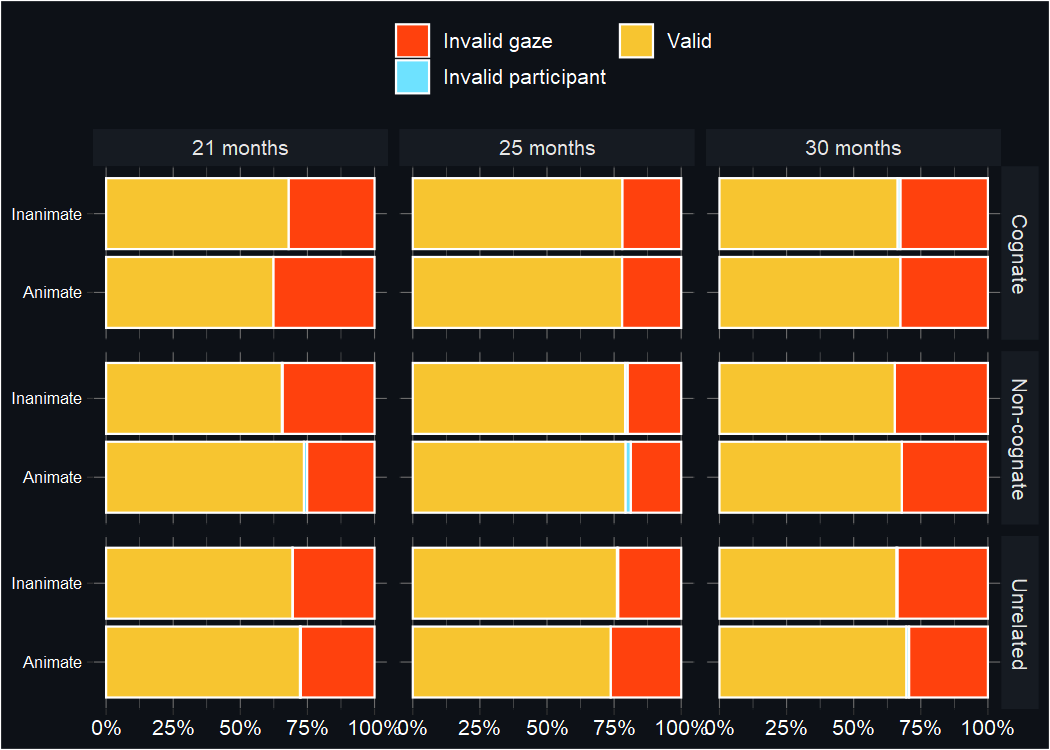 Invalid gaze
Valid
Invalid participant
21 months
25 months
30 months
Inanimate
Animate
Cognate
Inanimate
Animate
Non-cognate
Inanimate
Animate
Unrelated
0% 25% 50% 75% 100% 0% 25% 50% 75% 100% 0% 25% 50% 75% 100%